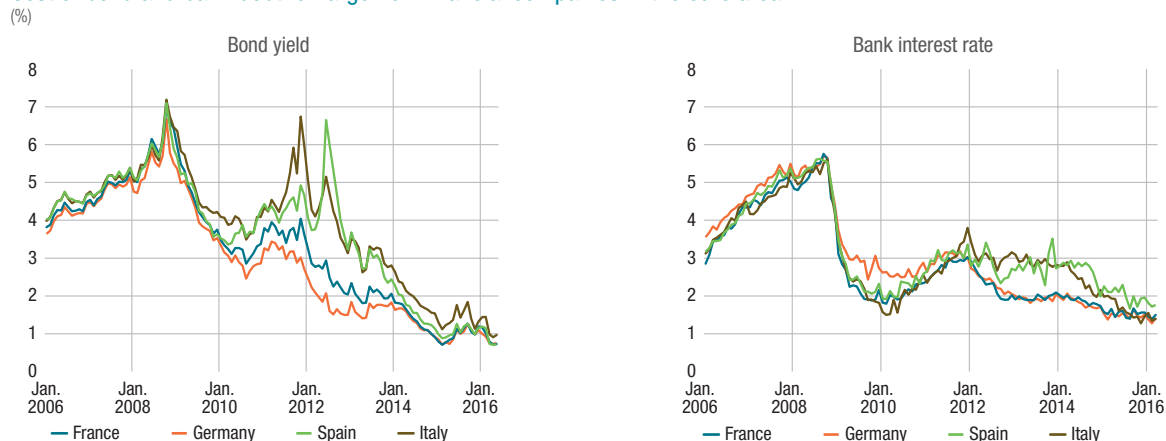 (%)
Bond yield
8
7
6
5
4
3
2
1
0
Jan. 2006
Jan. 2008
Jan. 2010
Jan. 2012
Jan. 2014
Jan. 2016
France Germany Spain Italy
Bank interest rate
8
7
6
5
4
3
2
1
0
Jan. 2006
Jan. 2008
Jan. 2010
Jan. 2012
Jan. 2014
Jan. 2016
France Germany Spain Italy